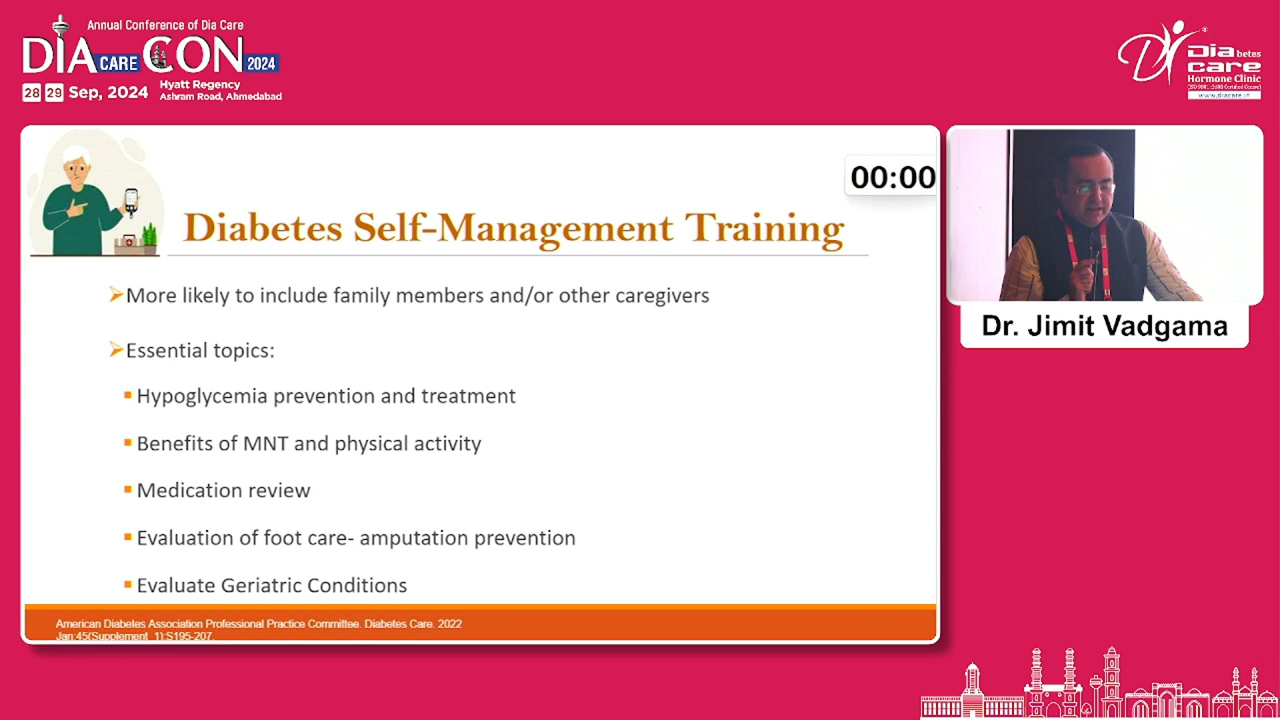 Annual Conference of Dia Care
DIA CARE CON 2024
28 29 Sep, 2024
Hyatt Regency
Ashram Road, Ahmedabad
Diabetes
care
Hormone Clinic
www.diacare.in
00:00
Diabetes Self-Management Training
More likely to include family members and/or other caregivers
Essential topics:
Hypoglycemia prevention and treatment
Benefits of MNT and physical activity
Medication review
Evaluation of foot care- amputation prevention
Evaluate Geriatric Conditions
American Diabetes Association Professional Practice Committee. Diabetes Care. 2022
Jan;45(Supplement_1):S195-207.
Dr. Jimit Vadgama